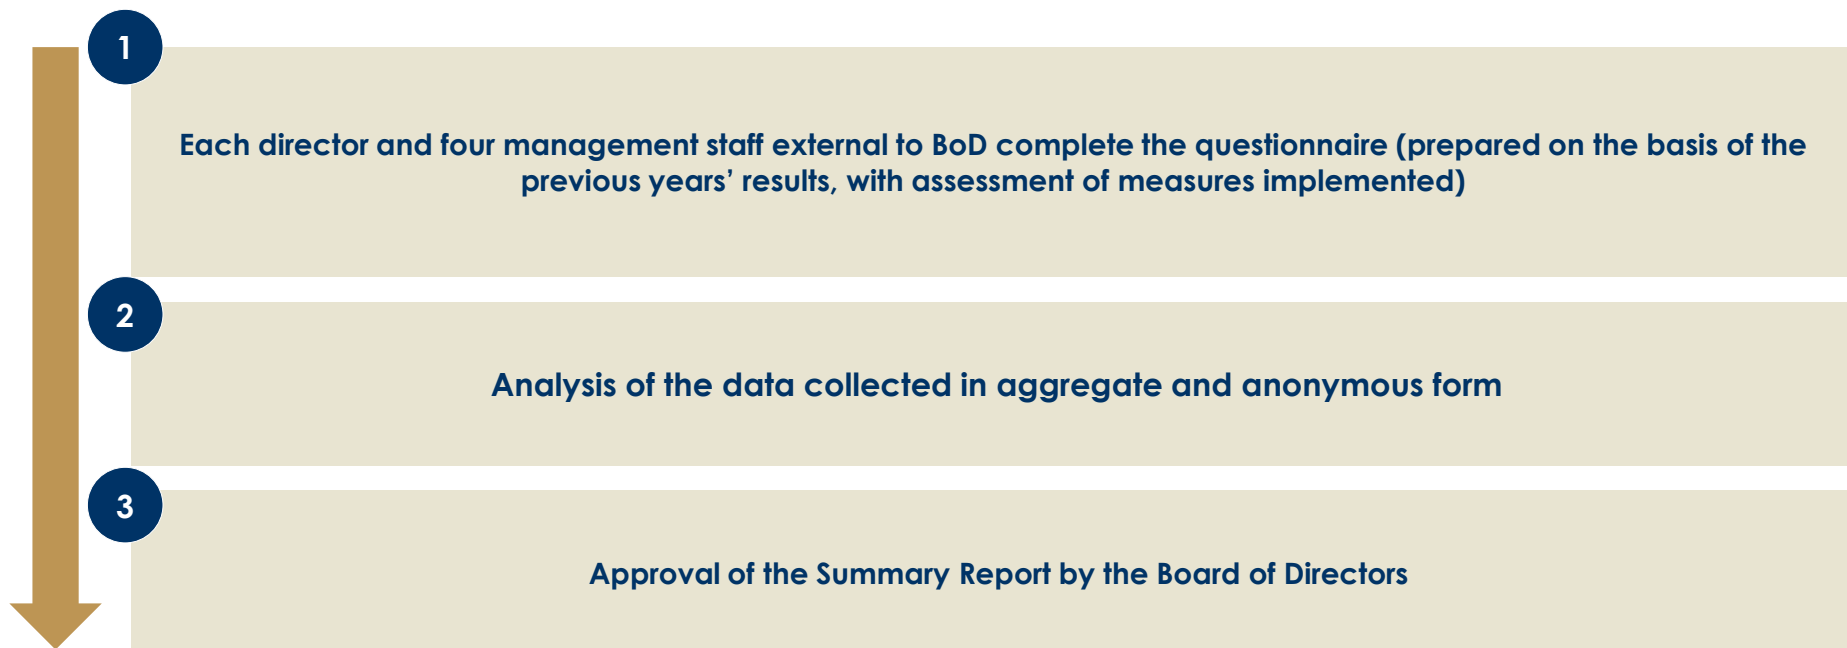 1
Each director and four management staff external to BoD complete the questionnaire (prepared on the basis of the
previous years’ results, with assessment of measures implemented)
2
Analysis of the data collected in aggregate and anonymous form
3
Approval of the Summary Report by the Board of Directors